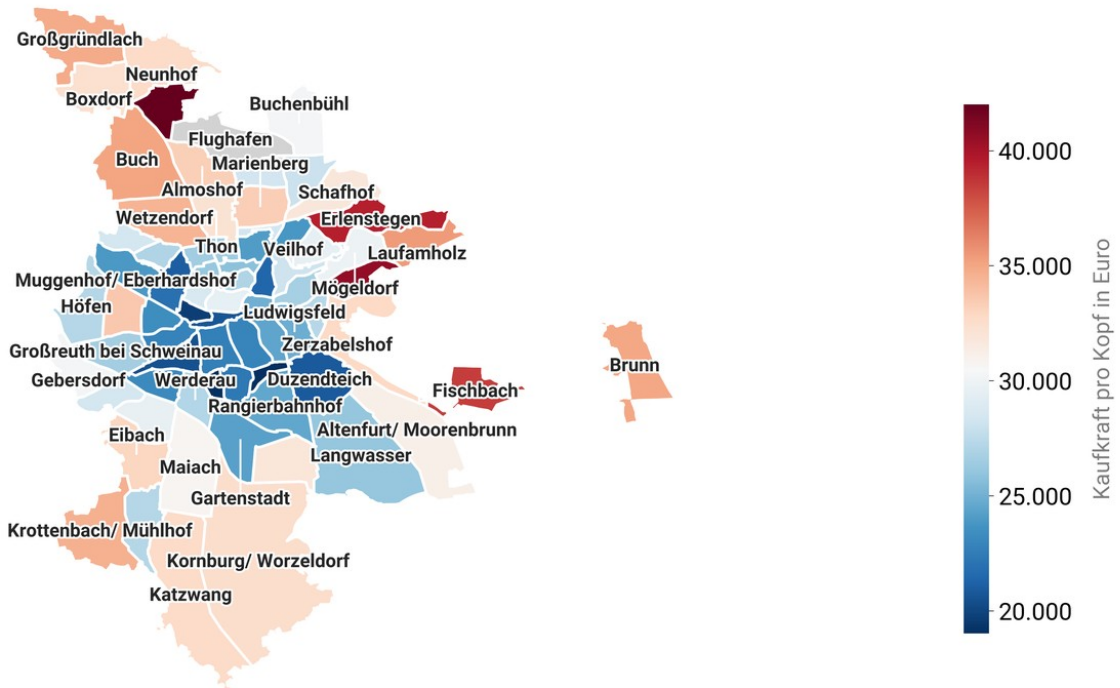 Großgründlach
Neunhof
Boxdorf
Buchenbühl
Flughafen
Buch
Marienberg
Almoshof
Schafhof
Wetzendorf
Erlenstegen
Thon
Veilhof
Laufamholz
Muggenhof/ Eberhardshof
Mögeldorf
Höfen
Ludwigsfeld
Großreuth bei Schweinau
Zerzabelshof
Gebersdorf
Werderau
Duzendteich
Rangierbahnhof
Fischbach
Brunn
Altenfurt/ Moorenbrunn
Eibach
Langwasser
Maiach
Gartenstadt
Krottenbach/ Mühlhof
Kornburg/ Worzeldorf
Katzwang
40.000
35.000
30.000
25.000
20.000
Kaufkraft pro Kopf in Euro